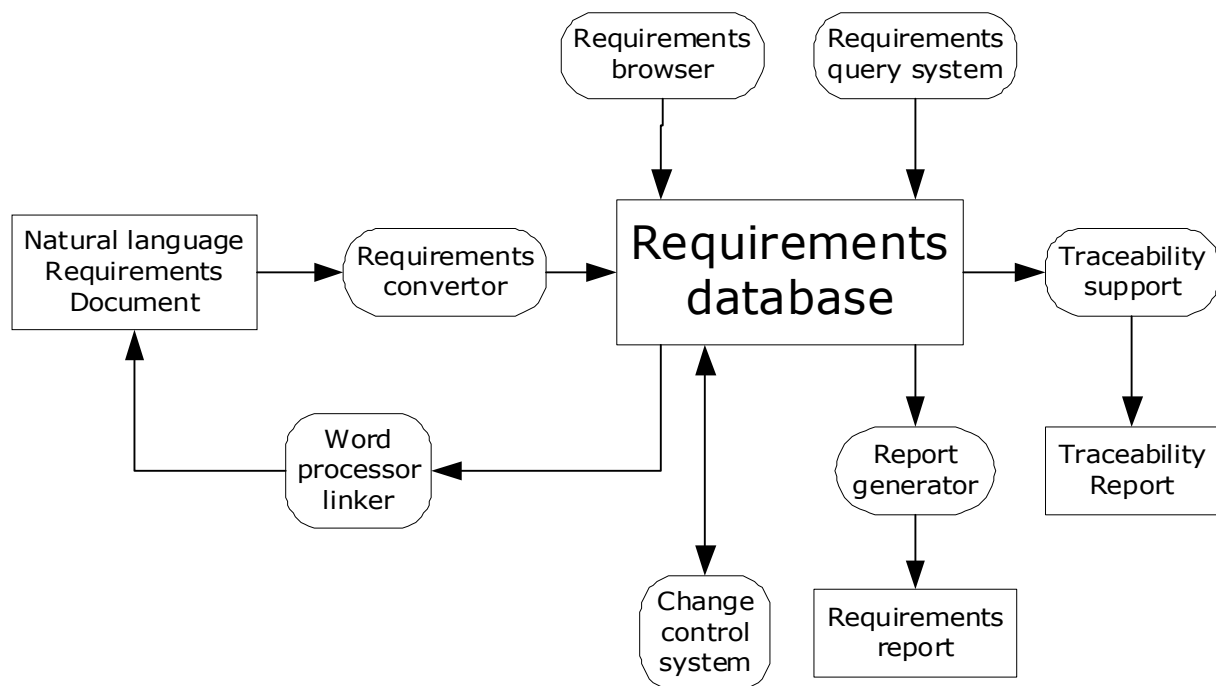 Requirements
browser
Requirements
query system
Natural language
Requirements
Document
Requirements
convertor
Requirements
database
Traceability
support
Word
processor
linker
Report
generator
Traceability
Report
Change
control
system
Requirements
report